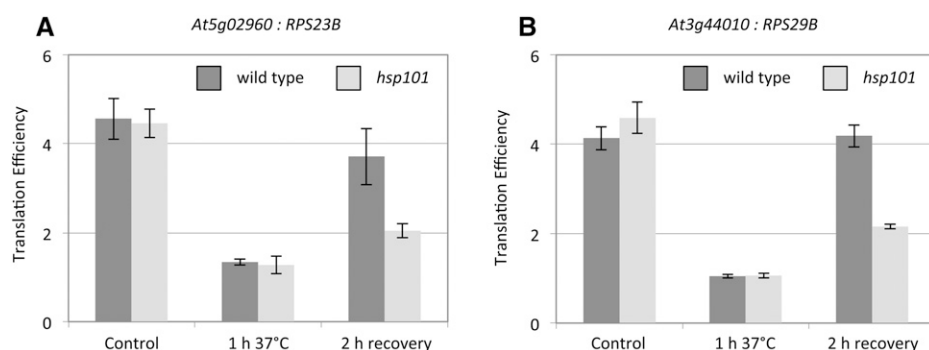 A
At5g02960 : RPS23B
Translation Efficiency
6
4
2
0
wild type
hsp101
Control
1 h 37°C
2 h recovery
B
At3g44010 : RPS29B
Translation Efficiency
6
4
2
0
wild type
hsp101
Control
1 h 37°C
2 h recovery